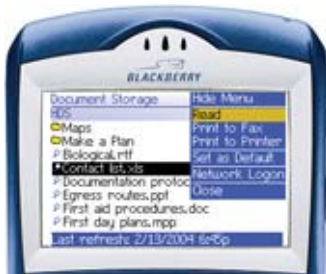 BLACKBERRY
Document Storage
HDS
Maps
Make a Plan
Biological.rtf
Contact list.xls
Documentation protoc
Egress routes.ppt
First aid procedures.doc
First day plans.mpp
Last refresh: 2/13/2004 6:45p
Hide Menu
Read
Print to Fax
Print to Printer
Set as Default
Network Logon
Close